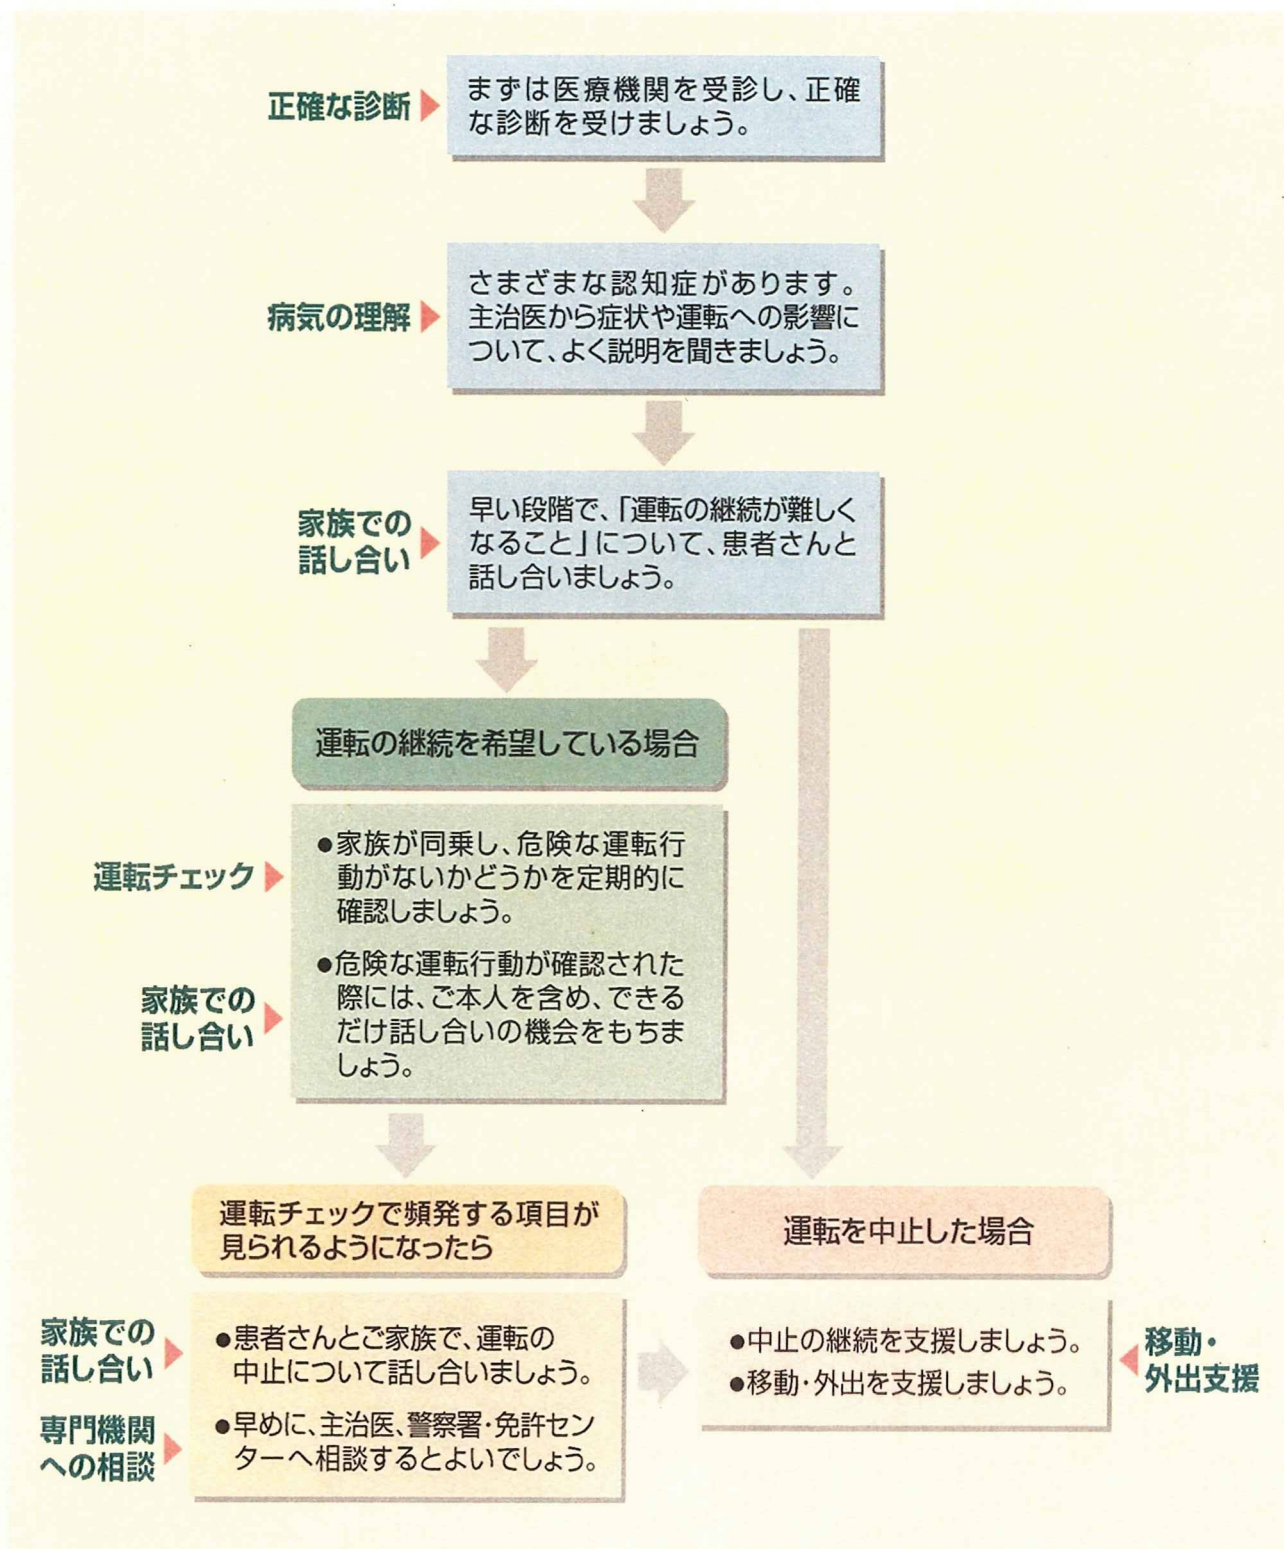 正確な診断
まずは医療機関を受診し、正確
な診断を受けましょう。
病気の理解
さまざまな認知症があります。
主治医から症状や運転への影響に
ついて、よく説明を聞きましょう。
家族での
話し合い
早い段階で、「運転の継続が難しく
なること」について、患者さんと
話し合いましょう。
運転の継続を希望している場合
運転チェック
●家族が同乗し、危険な運転行
動がないかどうかを定期的に
確認しましょう。
家族での
話し合い
●危険な運転行動が確認された
際には、ご本人を含め、できる
だけ話し合いの機会をもちま
しょう。
運転チェックで頻発する項目が
見られるようになったら
家族での
話し合い
●患者さんとご家族で、運転の
中止について話し合いましょう。
専門機関
への相談
●早めに、主治医、警察署・免許セン
ターへ相談するとよいでしょう。
運転を中止した場合
●中止の継続を支援しましょう。
●移動・外出を支援しましょう。
移動・
外出支援